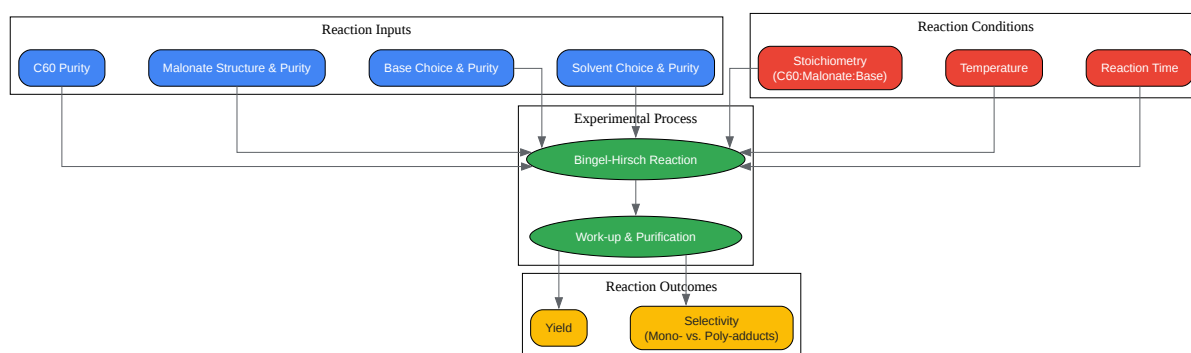 Reaction Inputs
C60 Purity
Malonate Structure & Purity
Base Choice & Purity
Solvent Choice & Purity
Reaction Conditions
Stoichiometry
(C60:Malonate:Base)
Temperature
Reaction Time
Experimental Process
Bingel-Hirsch Reaction
Work-up & Purification
Reaction Outcomes
Yield
Selectivity
(Mono- vs. Poly-adducts)